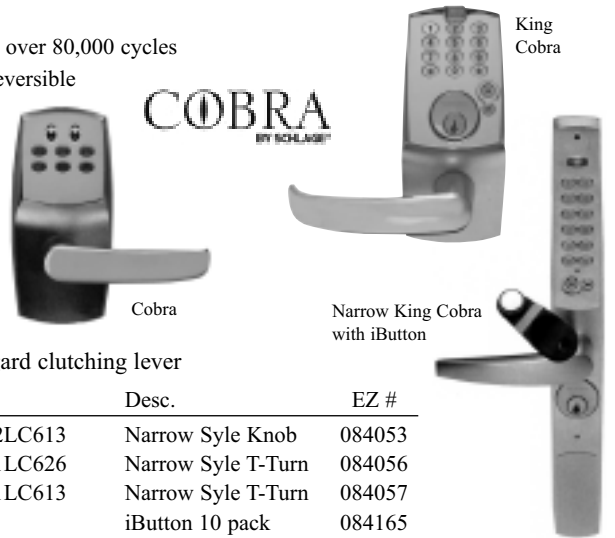 over 80,000 cycles
eversible
COBRA
BY SCHLAGE
King
Cobra
Cobra
Narrow King Cobra
with iButton
ard clutching lever
Desc. EZ #
2LC613 Narrow Syle Knob 084053
LC626 Narrow Syle T-Turn 084056
LC613 Narrow Syle T-Turn 084057
iButton 10 pack 084165